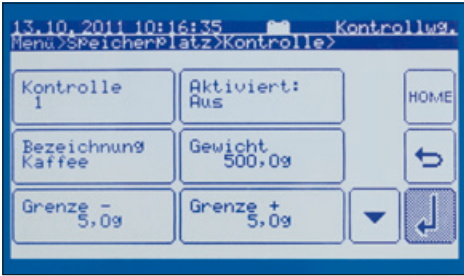 13.10.2011 10:16:35 Kontrollwg.
Menü>Speicherplatz>Kontrolle>
Kontrolle
1
Aktiviert:
Aus
HOME
Bezeichnung
Kaffee
Gewicht
500,0g
Grenze -
5,0g
Grenze +
5,0g